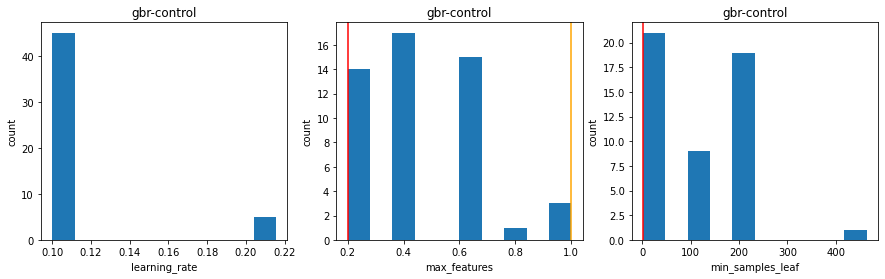 gbr-control
count
40
30
20
10
0
0.10 0.12 0.14 0.16 0.18 0.20 0.22
learning_rate
gbr-control
count
16
14
12
10
8
6
4
2
0
0.2 0.4 0.6 0.8 1.0
max_features
gbr-control
count
20.0
17.5
15.0
12.5
10.0
7.5
5.0
2.5
0.0
0 100 200 300 400
min_samples_leaf